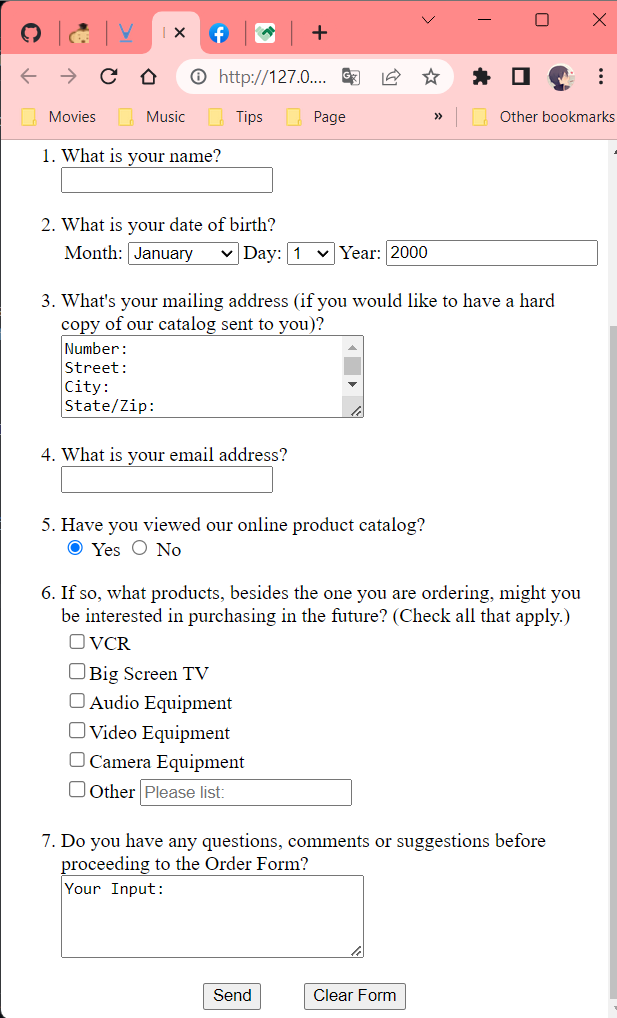 http://127.0....
Movies Music Tips Page » Other bookmarks
1. What is your name?
2. What is your date of birth?
Month: January Day: 1 Year: 2000
3. What's your mailing address (if you would like to have a hard
copy of our catalog sent to you)?
Number:
Street:
City:
State/Zip:
4. What is your email address?
5. Have you viewed our online product catalog?
Yes No
6. If so, what products, besides the one you are ordering, might you
be interested in purchasing in the future? (Check all that apply.)
VCR
Big Screen TV
Audio Equipment
Video Equipment
Camera Equipment
Other Please list:
7. Do you have any questions, comments or suggestions before
proceeding to the Order Form?
Your Input:
Send Clear Form